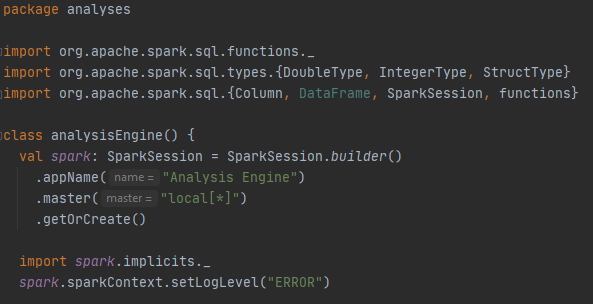 package analyses
import org.apache.spark.sql.functions._
import org.apache.spark.sql.types.{DoubleType, IntegerType, StructType}
import org.apache.spark.sql.{Column, DataFrame, SparkSession, functions}
class analysisEngine() {
val spark: SparkSession = SparkSession.builder()
.appName( name = "Analysis Engine")
.master( master = "local[*]")
.getOrCreate()
import spark.implicits._
spark.sparkContext.setLogLevel("ERROR")